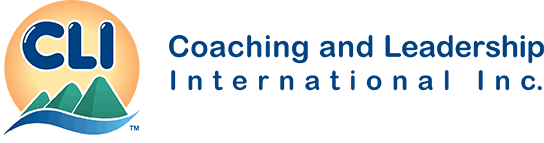 CLI
TM
Coaching and Leadership
International Inc.